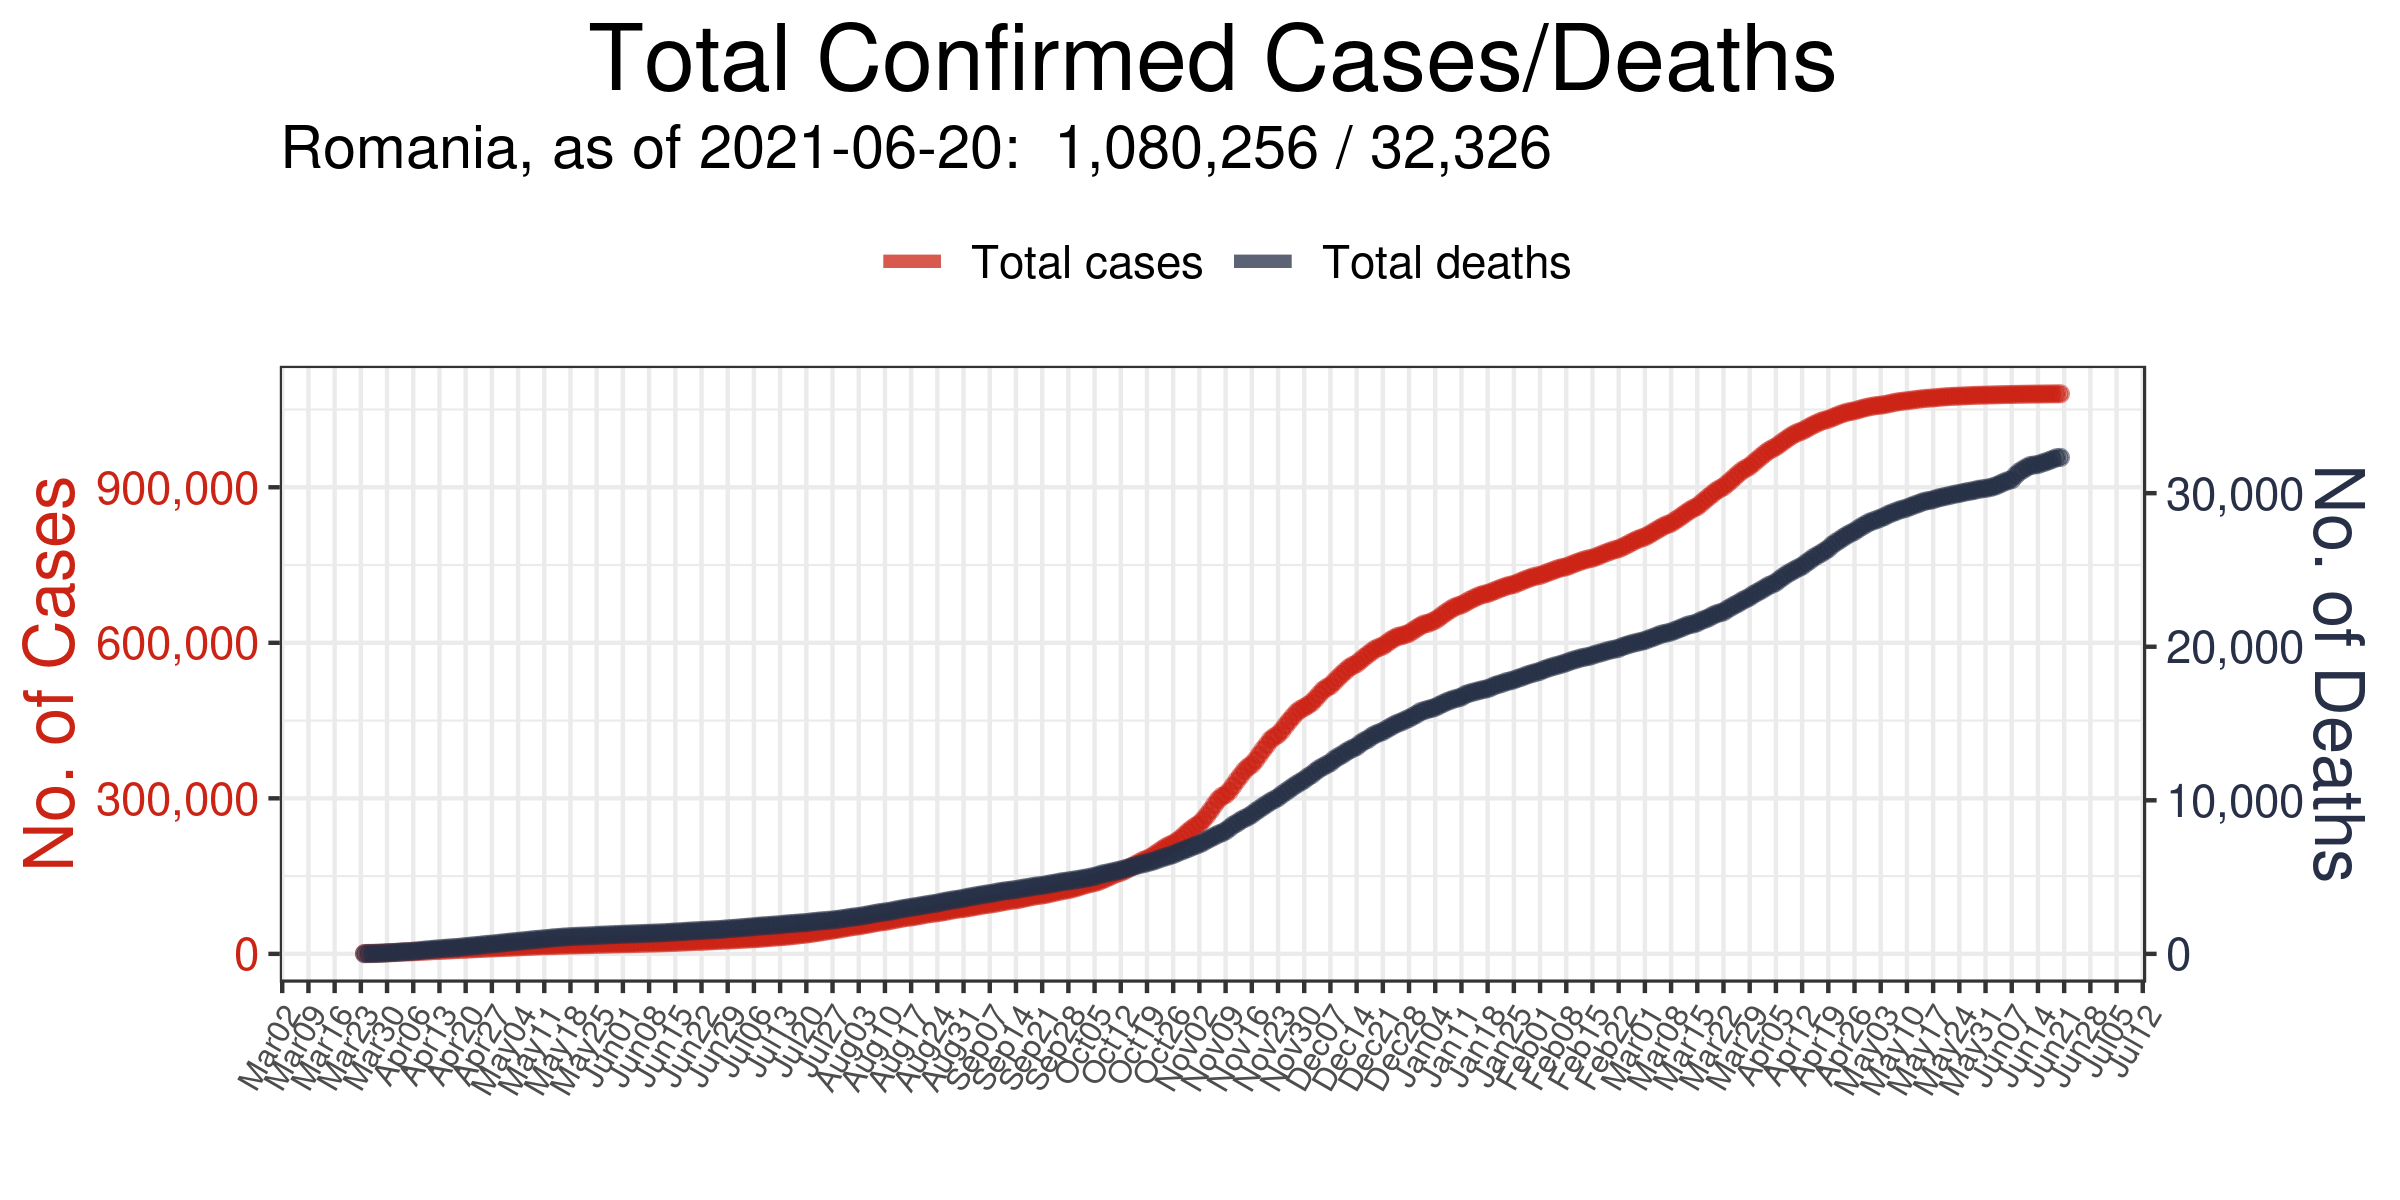 Total Confirmed Cases/Deaths
Romania, as of 2021-06-20: 1,080,256 / 32,326
Total cases
Total deaths
No. of Cases
900,000
600,000
300,000
0
30,000
20,000
10,000
0
No. of Deaths
Mar02
Mar09
Mar16
Mar23
Mar30
Apr06
Apr13
Apr20
Apr27
May04
May11
May18
May25
Jun01
Jun08
Jun15
Jun22
Jun29
Jul06
Jul13
Jul20
Jul27
Aug03
Aug10
Aug17
Aug24
Aug31
Sep07
Sep14
Sep21
Sep28
Oct05
Oct12
Oct19
Oct26
Nov02
Nov09
Nov16
Nov23
Nov30
Dec07
Dec14
Dec21
Dec28
Jan04
Jan11
Jan18
Jan25
Feb01
Feb08
Feb15
Feb22
Mar01
Mar08
Mar15
Mar22
Mar29
Apr05
Apr12
Apr19
Apr26
May03
May10
May17
May24
May31
Jun07
Jun14
Jun21
Jun28
Jul05
Jul12